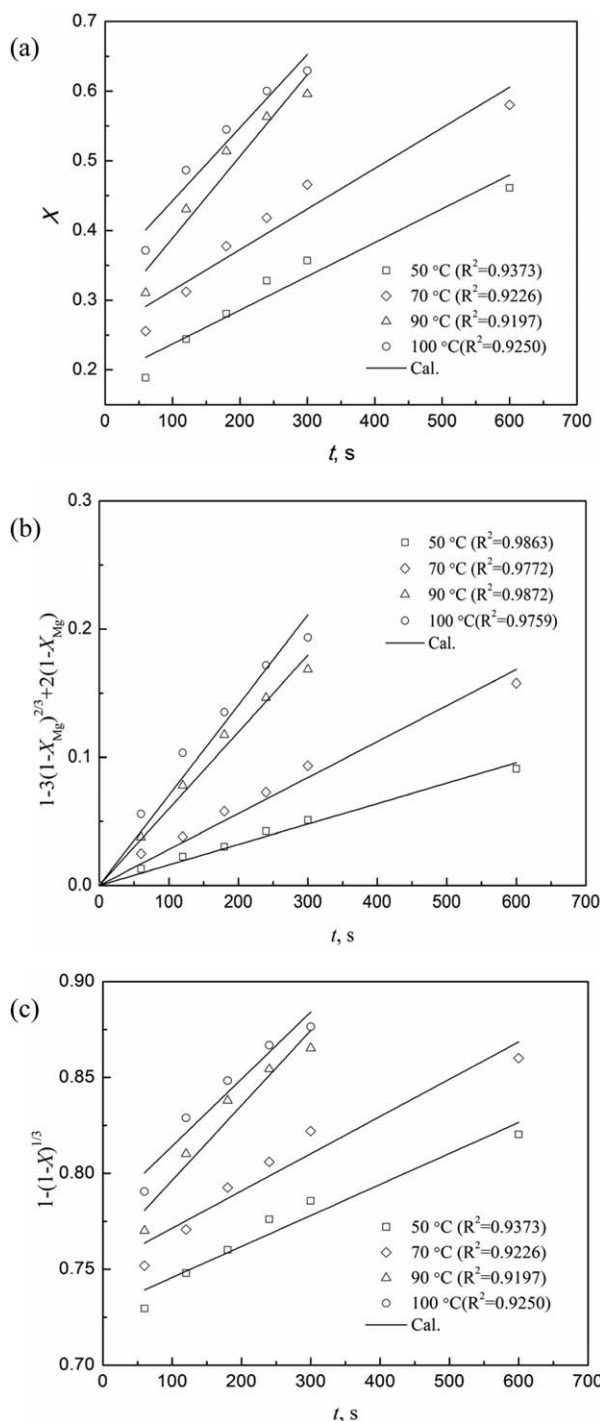 (a)
0.7
0.6
0.5
0.4
0.3
0.2
X
50 °C (R²=0.9373)
70 °C (R²=0.9226)
90 °C (R²=0.9197)
100 °C(R²=0.9250)
Cal.
0 100 200 300 400 500 600 700
t, s
(b)
0.3
0.2
0.1
0.0
1-3(1-X_Mg)^2/3+2(1-X_Mg)
50 °C (R²=0.9863)
70 °C (R²=0.9772)
90 °C (R²=0.9872)
100 °C(R²=0.9759)
Cal.
0 100 200 300 400 500 600 700
t, s
(c)
0.90
0.85
0.80
0.75
0.70
1-(1-X)^1/3
50 °C (R²=0.9373)
70 °C (R²=0.9226)
90 °C (R²=0.9197)
100 °C(R²=0.9250)
Cal.
0 100 200 300 400 500 600 700
t, s